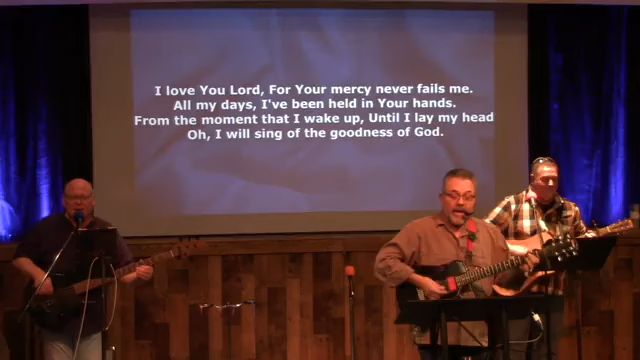 I love You Lord, For Your mercy never fails me.
All my days, I've been held in Your hands.
From the moment that I wake up, Until I lay my head
Oh, I will sing of the goodness of God.